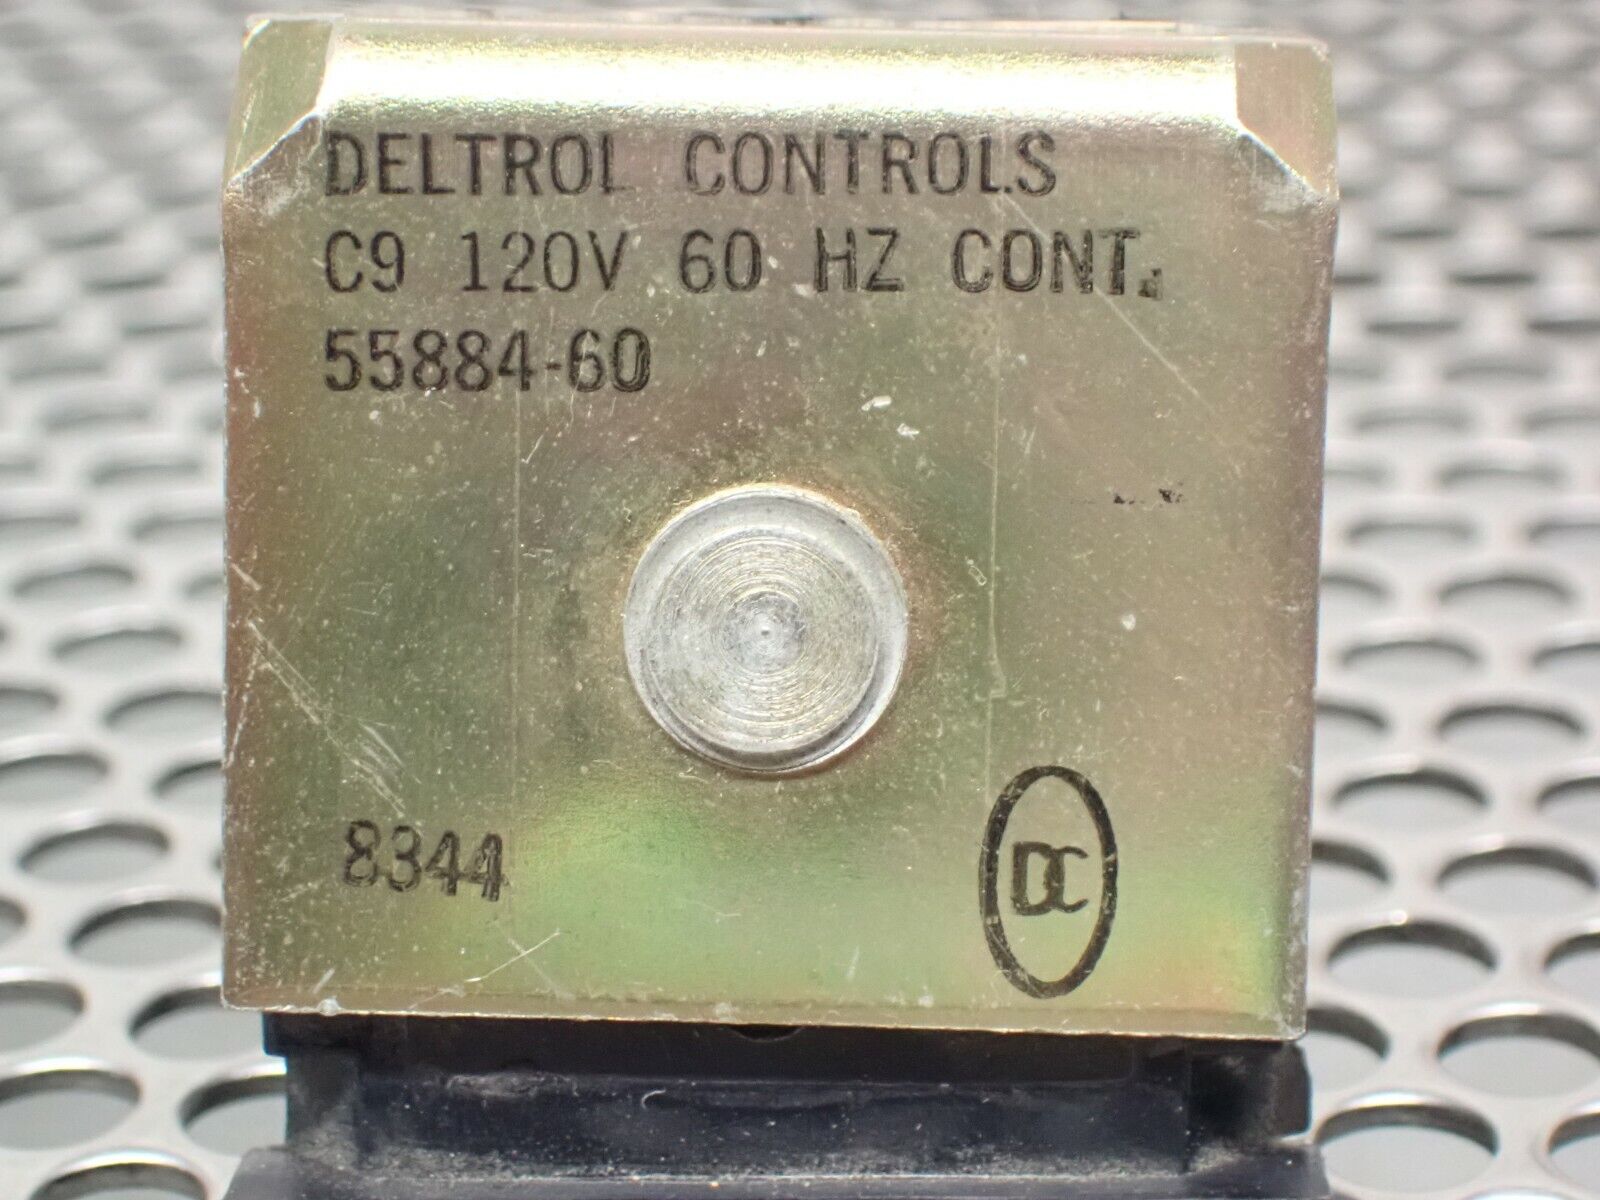 DELTROL CONTROLS
C9 120V 60 HZ CONT.
55884-60
8344
DC